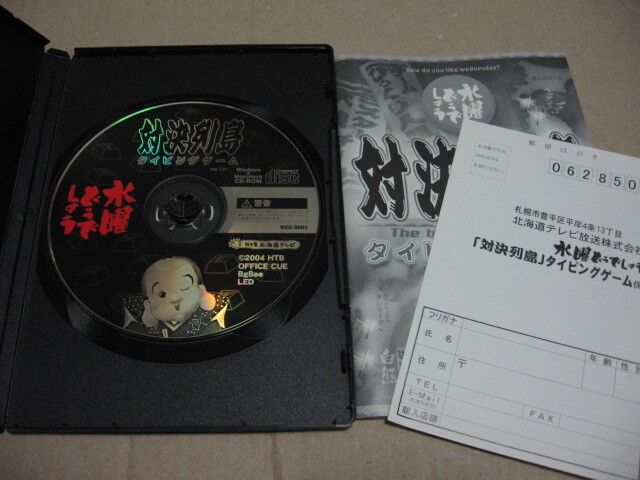 対決列島
タイピングゲーム
Windows
Macintosh
CD-ROM
水曜
どうで
しょう
警告
WED-0003
HTB北海道テレビ
©2004 HTB
OFFICE CUE
BgBee
LED
How do you like wednesday?
水曜
どうで
しょう
対決
The
タイピ
郵便はがき
062850
札幌市豊平区平岸4条13丁目
北海道テレビ放送株式会社
水曜どうでしょう
「対決列島」タイピングゲーム係
フリガナ
氏名
年齢
性別
住所
〒
TEL
E-Mail
FAX
購入店舗